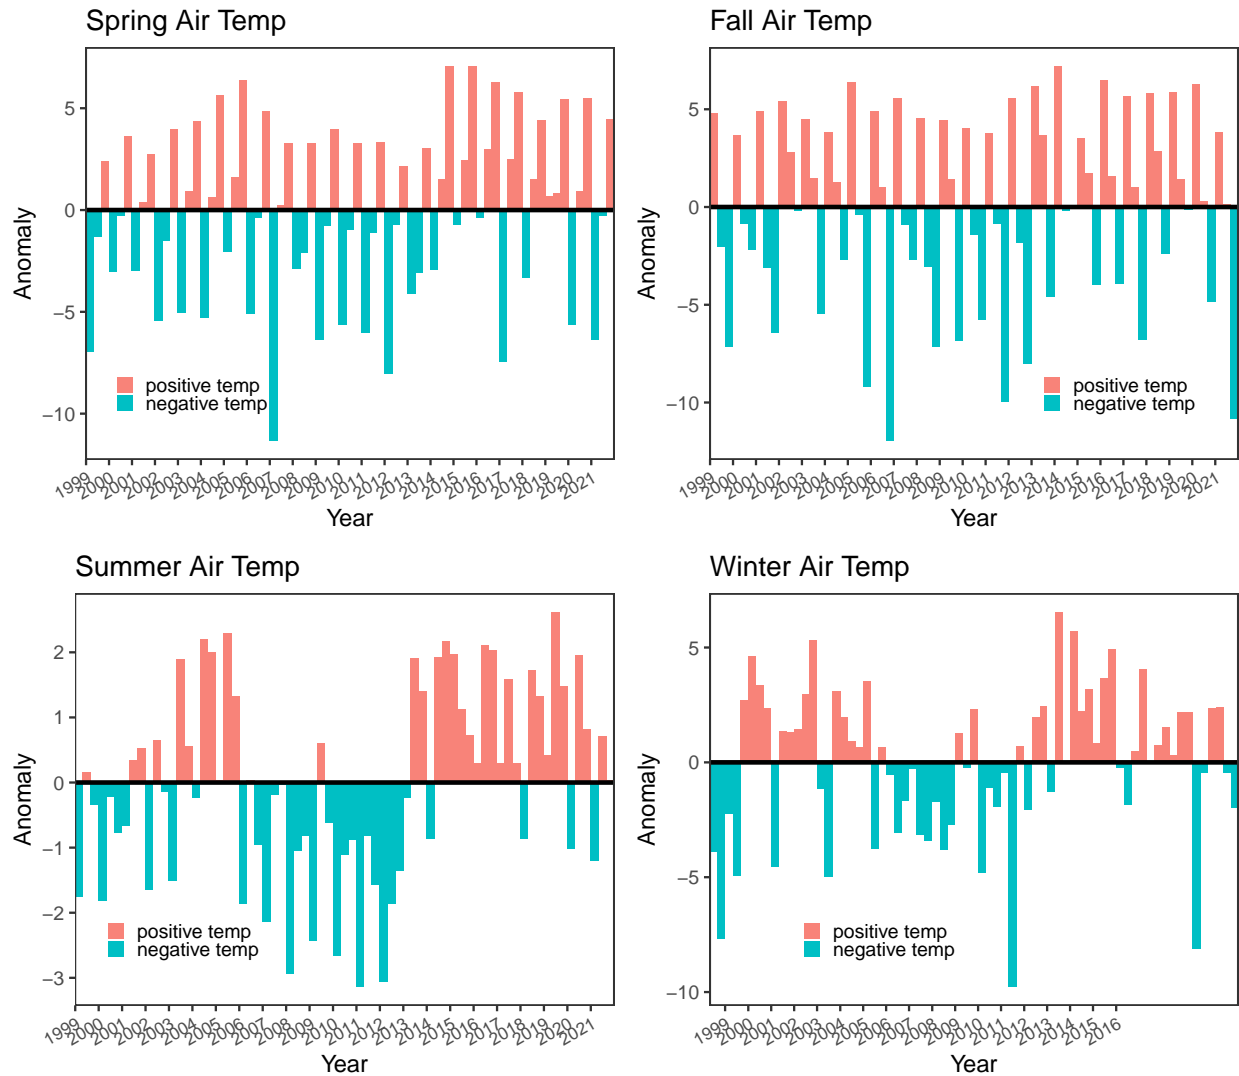 Spring Air Temp
5
0
−5
−10
Anomaly
positive temp
negative temp
1999 2000 2001 2002 2003 2004 2005 2006 2007 2008 2009 2010 2011 2012 2013 2014 2015 2016 2017 2018 2019 2020 2021
Year
Fall Air Temp
5
0
−5
−10
Anomaly
positive temp
negative temp
1999 2000 2001 2002 2003 2004 2005 2006 2007 2008 2009 2010 2011 2012 2013 2014 2015 2016 2017 2018 2019 2020 2021
Year
Summer Air Temp
2
1
0
−1
−2
−3
Anomaly
positive temp
negative temp
1999 2000 2001 2002 2003 2004 2005 2006 2007 2008 2009 2010 2011 2012 2013 2014 2015 2016 2017 2018 2019 2020 2021
Year
Winter Air Temp
5
0
−5
−10
Anomaly
positive temp
negative temp
1999 2000 2001 2002 2003 2004 2005 2006 2007 2008 2009 2010 2011 2012 2013 2014 2015 2016
Year